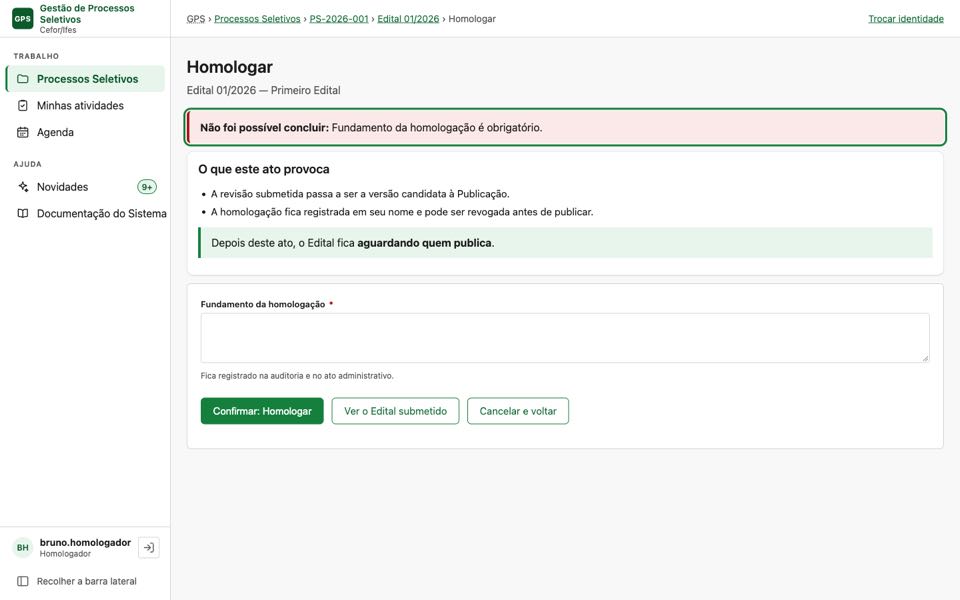 GPS
Gestão de Processos Seletivos
Cefor/Ifes
GPS › Processos Seletivos › PS-2026-001 › Edital 01/2026 › Homologar
Trocar identidade
TRABALHO
Processos Seletivos
Minhas atividades
Agenda
AJUDA
Novidades 9+
Documentação do Sistema
Homologar
Edital 01/2026 — Primeiro Edital
Não foi possível concluir: Fundamento da homologação é obrigatório.
O que este ato provoca
• A revisão submetida passa a ser a versão candidata à Publicação.
• A homologação fica registrada em seu nome e pode ser revogada antes de publicar.
Depois deste ato, o Edital fica aguardando quem publica.
Fundamento da homologação *
Fica registrado na auditoria e no ato administrativo.
Confirmar: Homologar
Ver o Edital submetido
Cancelar e voltar
BH
bruno.homologador
Homologador
Recolher a barra lateral